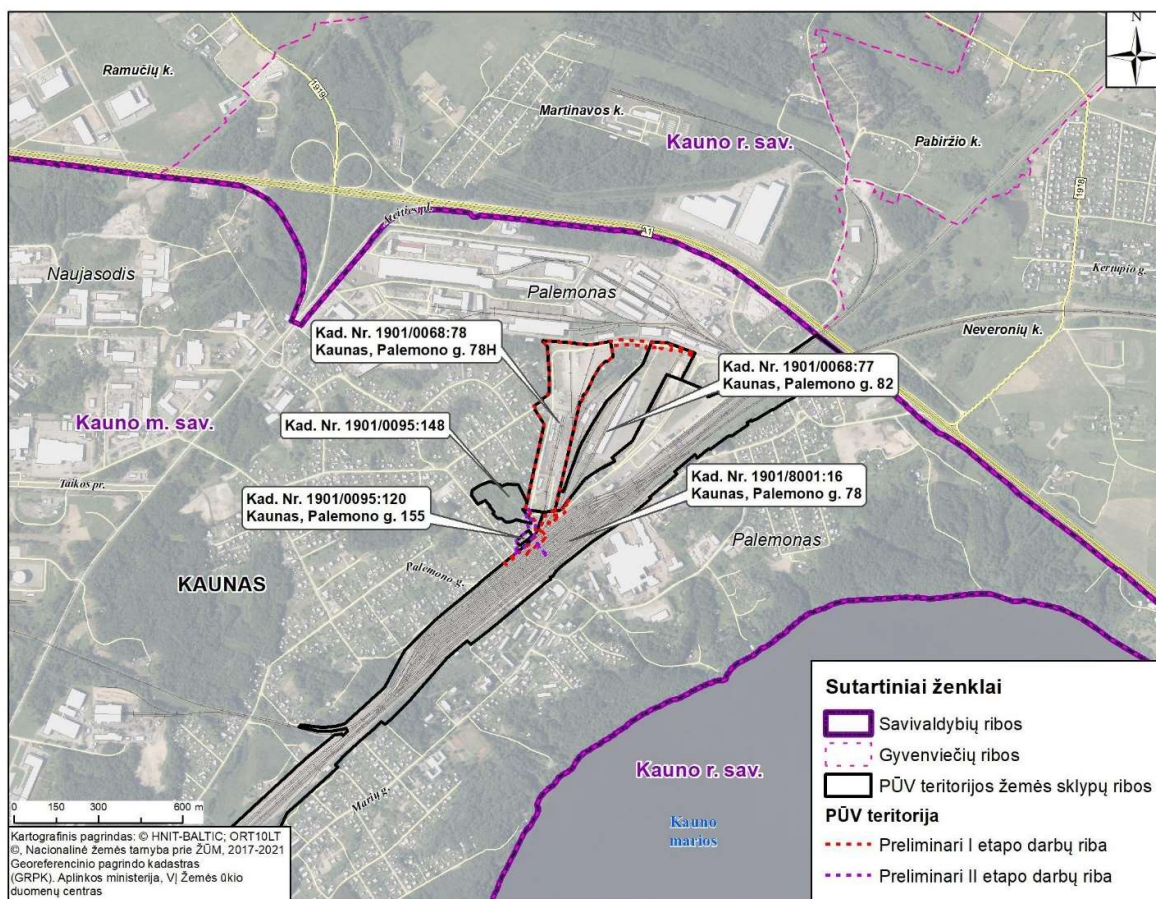 N
Ramučių k.
1919
Martinavos k.
Kauno r. sav.
Pabiržio k.
1918
Ateities pl.
A1
Naujasodis
Palemonas
Kertupio g.
Neveronių k.
Kad. Nr. 1901/0068:78
Kaunas, Palemono g. 78H
Kad. Nr. 1901/0068:77
Kaunas, Palemono g. 82
Kauno m. sav.
Kad. Nr. 1901/0095:148
Taikos pr.
Kad. Nr. 1901/8001:16
Kaunas, Palemono g. 78
Kad. Nr. 1901/0095:120
Kaunas, Palemono g. 155
Palemonas
Palemono g.
KAUNAS
Kauno r. sav.
Marių g.
Kauno
marios
0 150 300 600 m
Kartografinis pagrindas: © HNIT-BALTIC; ORT10LT
©, Nacionalinė žemės tarnyba prie ŽŪM, 2017-2021
Georeferencinio pagrindo kadastras
(GRPK). Aplinkos ministerija, VĮ Žemės ūkio
duomenų centras
Sutartiniai ženklai
Savivaldybių ribos
Gyvenviečių ribos
PŪV teritorijos žemės sklypų ribos
PŪV teritorija
Preliminari I etapo darbų riba
Preliminari II etapo darbų riba